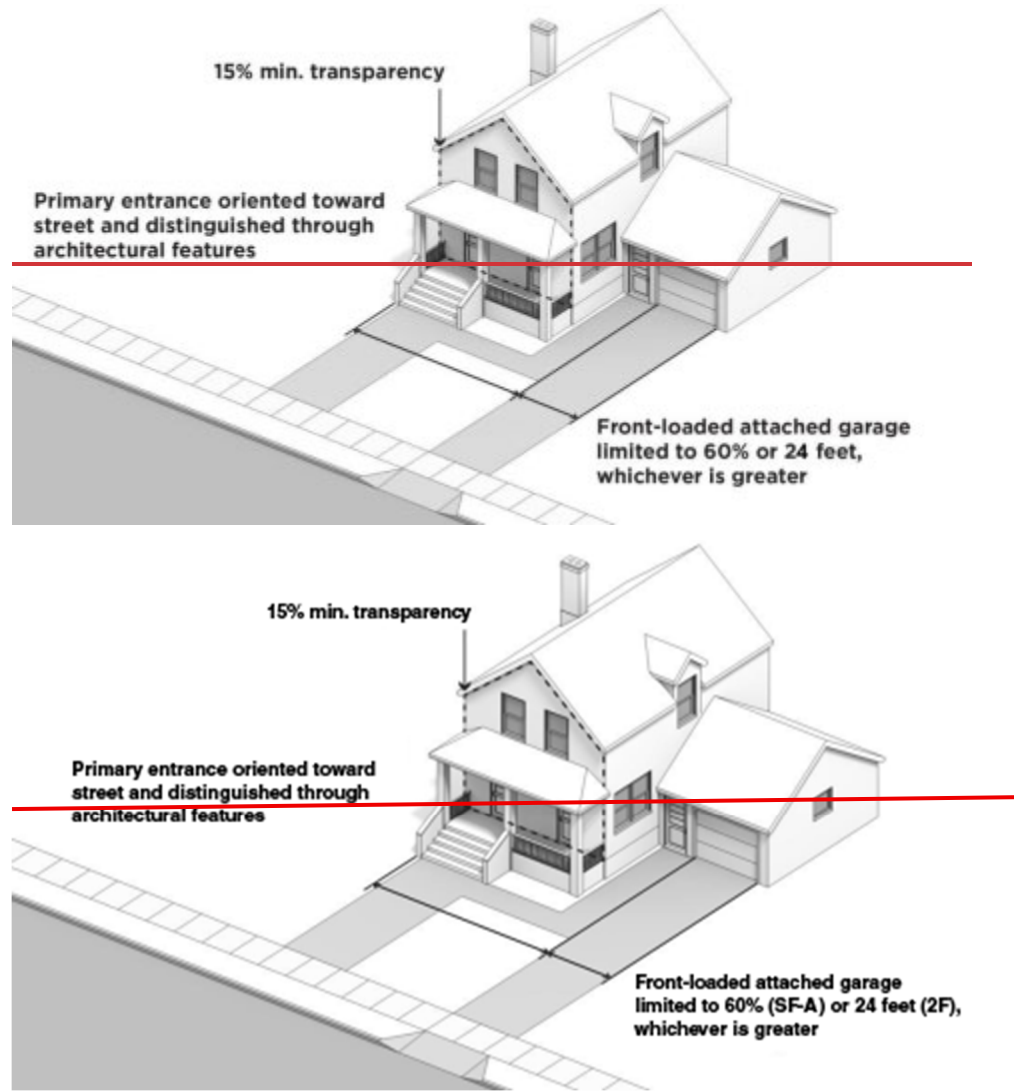 15% min. transparency
Primary entrance oriented toward
street and distinguished through
architectural features
Front-loaded attached garage
limited to 60% or 24 feet,
whichever is greater
15% min. transparency
Primary entrance oriented toward
street and distinguished through
architectural features
Front-loaded attached garage
limited to 60% (SF-A) or 24 feet (2F),
whichever is greater